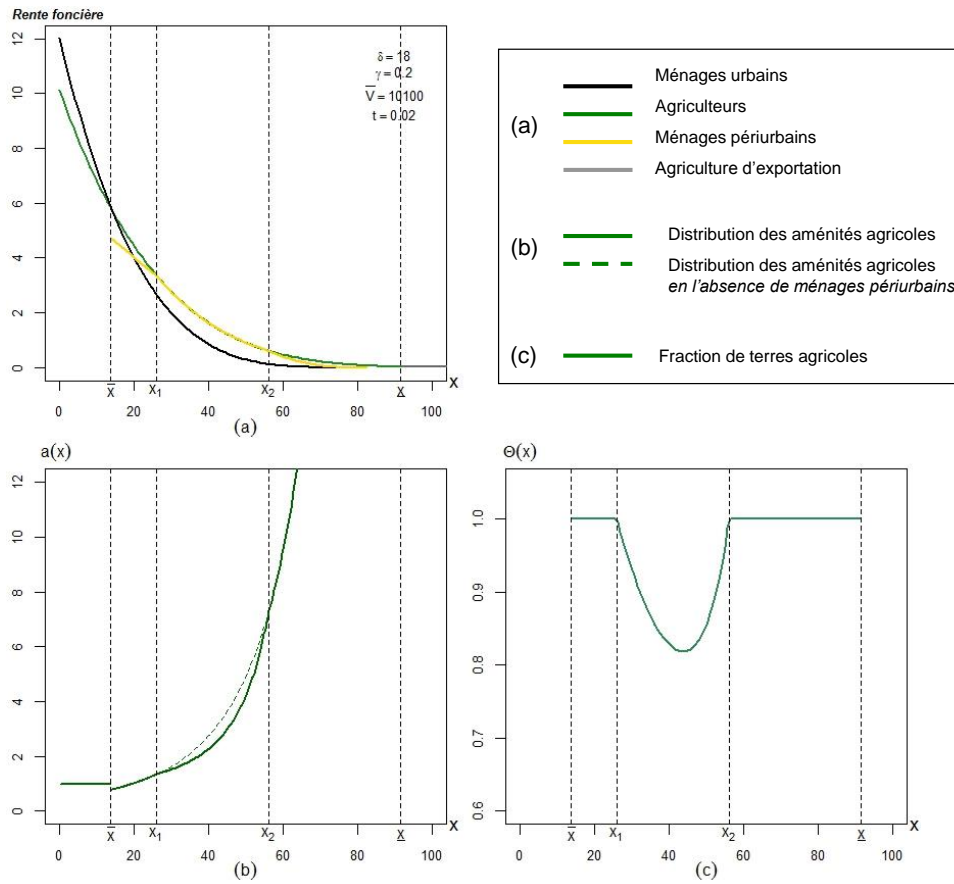 Rente foncière
12
10
8
6
4
2
0
δ = 18
γ = 0.2
V̅ = 10100
t = 0.02
x̅ x₁ x₂ x̲ x
0 20 40 60 80 100
(a)
(a)
Ménages urbains
Agriculteurs
Ménages périurbains
Agriculture d'exportation
(b)
Distribution des aménités agricoles
Distribution des aménités agricoles
en l'absence de ménages périurbains
(c)
Fraction de terres agricoles
a(x)
12
10
8
6
4
2
0
x̅ x₁ x₂ x̲ x
0 20 40 60 80 100
(b)
Θ(x)
1.0
0.9
0.8
0.7
0.6
x̅ x₁ x₂ x̲ x
0 20 40 60 80 100
(c)